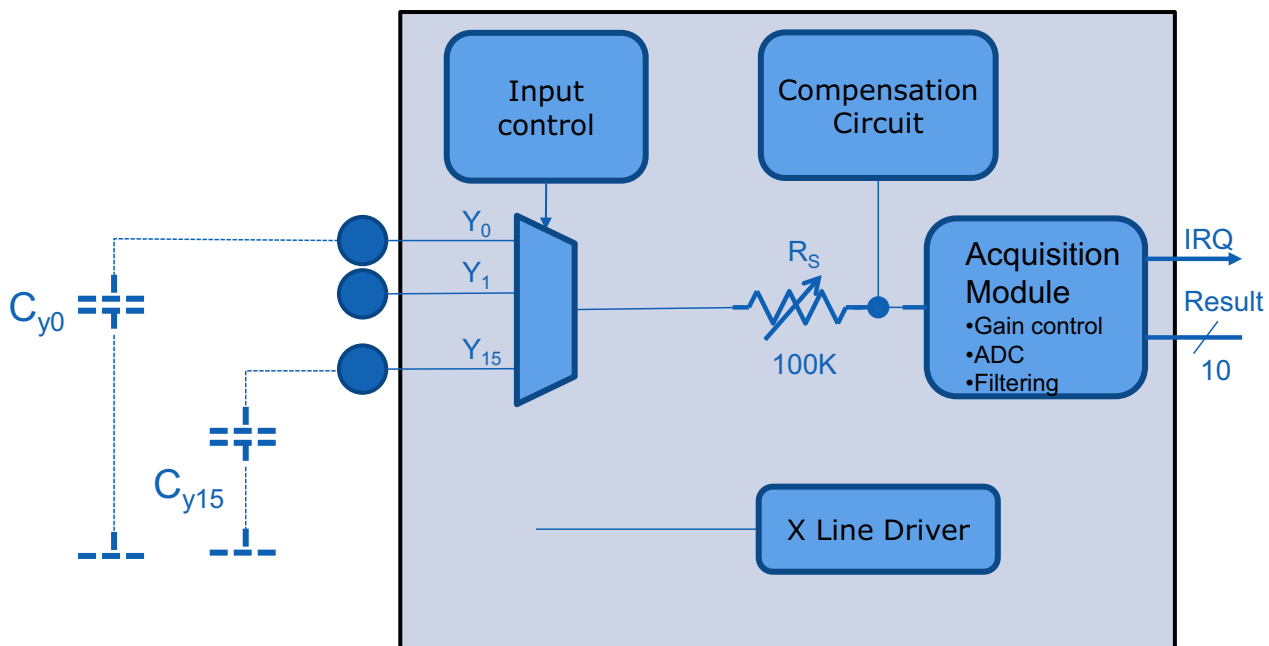 Input
control
Compensation
Circuit
Y0
Y1
Y15
RS
100K
Acquisition
Module
•Gain control
•ADC
•Filtering
IRQ
Result
10
Cy0
Cy15
X Line Driver